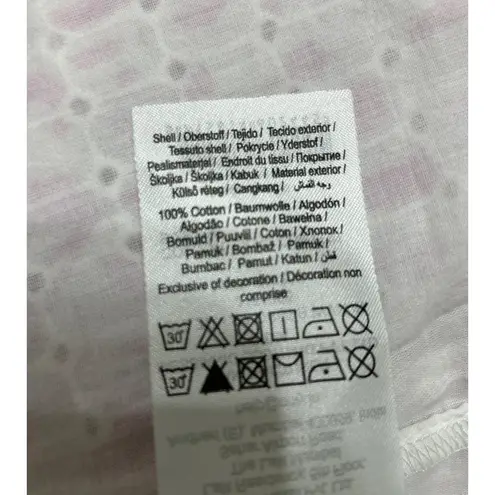 Shell / Oberstoff / Tejido / Tecido exterior /
Tessuto shell / Pokrycie / Yderstof /
Pealismaterjal / Endroit du tissu / Покрытие /
Školjka / Školjka / Kabuk / Material exterior /
Külső réteg / Cangkang / وجه القماش
100% Cotton / Baumwolle / Algodón /
Algodão / Cotone / Bawełna /
Bomuld / Puuvill / Coton / Хлопок /
Pamuk / Bombaž / Pamuk /
Bumbac / Pamut / Katun / قطن
Exclusive of decoration / Décoration non
comprise
30°
30°